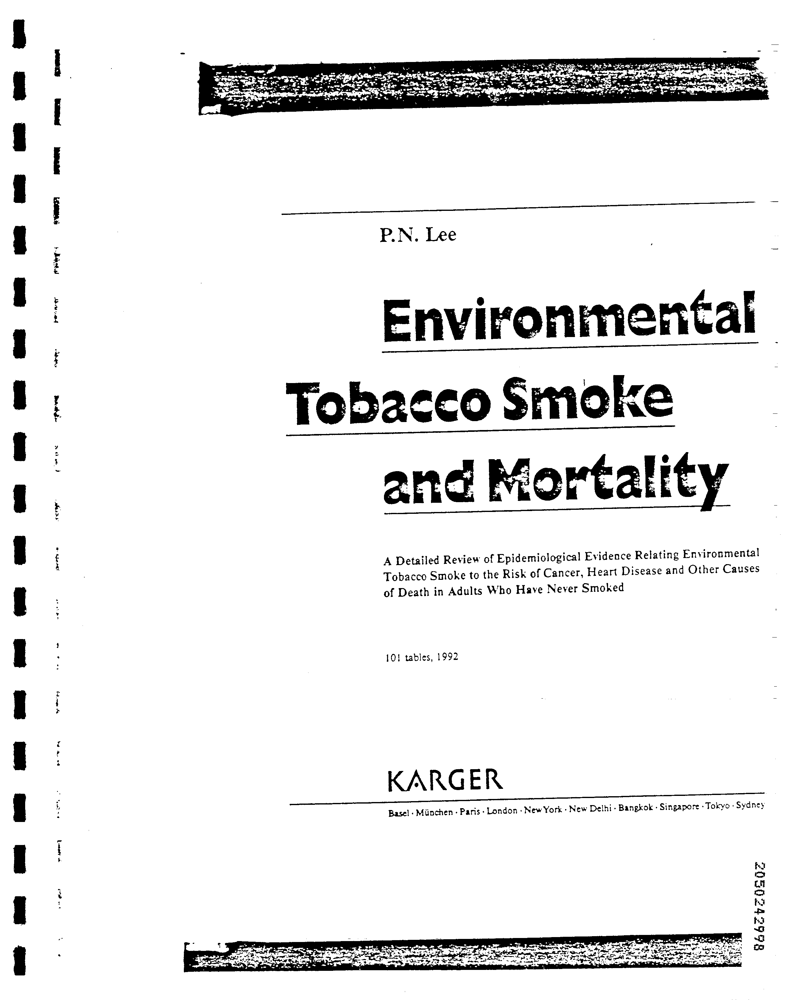 P.N. Lee
Environmental
Tobacco Smoke
and Mortality
A Detailed Review of Epidemiological Evidence Relating Environmental
Tobacco Smoke to the Risk of Cancer, Heart Disease and Other Causes
of Death in Adults Who Have Never Smoked
101 tables, 1992
KARGER
Basel · München · Paris · London · New York · New Delhi · Bangkok · Singapore · Tokyo · Sydney
2050242998